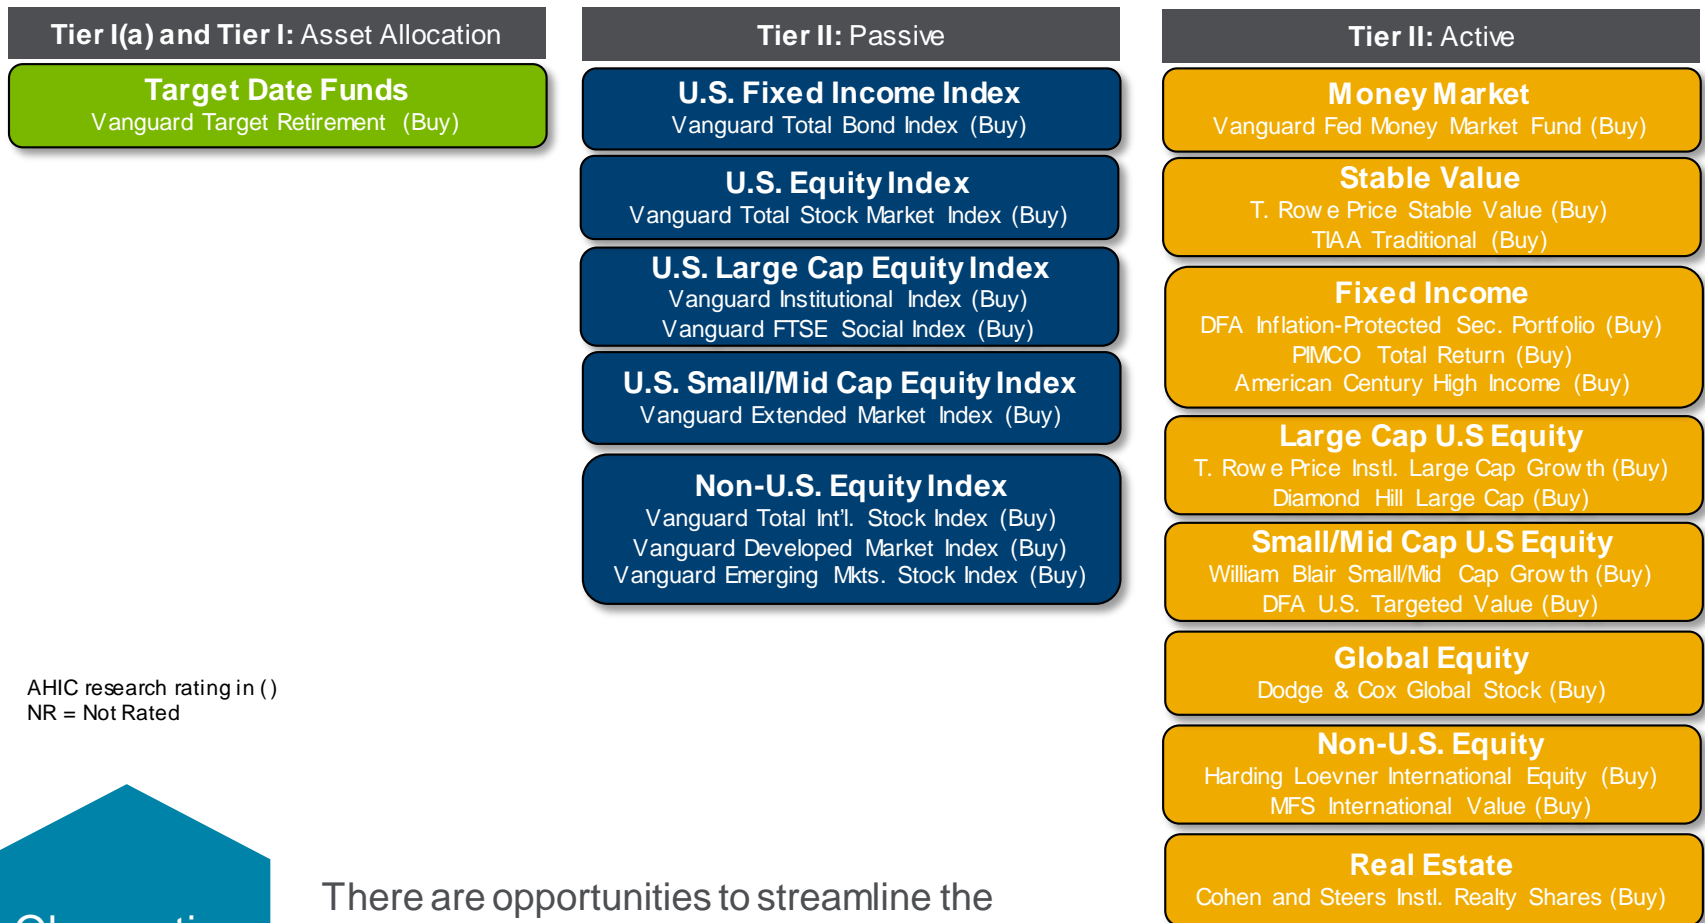 Tier I(a) and Tier I: Asset Allocation
Target Date Funds
Vanguard Target Retirement (Buy)
Tier II: Passive
U.S. Fixed Income Index
Vanguard Total Bond Index (Buy)
U.S. Equity Index
Vanguard Total Stock Market Index (Buy)
U.S. Large Cap Equity Index
Vanguard Institutional Index (Buy)
Vanguard FTSE Social Index (Buy)
U.S. Small/Mid Cap Equity Index
Vanguard Extended Market Index (Buy)
Non-U.S. Equity Index
Vanguard Total Int'l. Stock Index (Buy)
Vanguard Developed Market Index (Buy)
Vanguard Emerging Mkts. Stock Index (Buy)
Tier II: Active
Money Market
Vanguard Fed Money Market Fund (Buy)
Stable Value
T. Rowe Price Stable Value (Buy)
TIAA Traditional (Buy)
Fixed Income
DFA Inflation-Protected Sec. Portfolio (Buy)
PIMCO Total Return (Buy)
American Century High Income (Buy)
Large Cap U.S Equity
T. Rowe Price Instl. Large Cap Growth (Buy)
Diamond Hill Large Cap (Buy)
Small/Mid Cap U.S Equity
William Blair Small/Mid Cap Growth (Buy)
DFA U.S. Targeted Value (Buy)
Global Equity
Dodge & Cox Global Stock (Buy)
Non-U.S. Equity
Harding Loevner International Equity (Buy)
MFS International Value (Buy)
Real Estate
Cohen and Steers Instl. Realty Shares (Buy)
AHIC research rating in ( )
NR = Not Rated
There are opportunities to streamline the